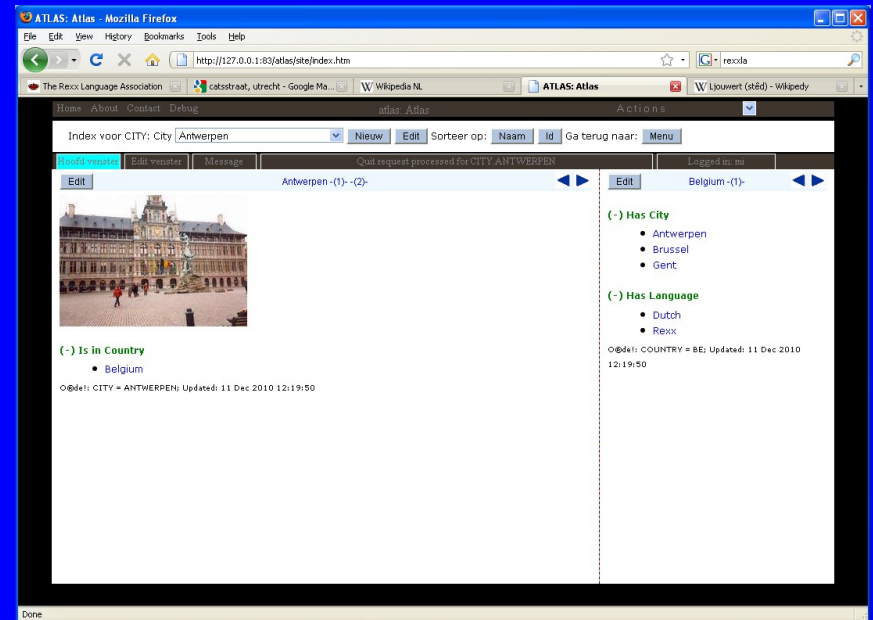 ATLAS: Atlas - Mozilla Firefox
File Edit View History Bookmarks Tools Help
http://127.0.0.1:83/atlas/site/index.htm G rexxla
The Rexx Language Association catsstraat, utrecht - Google Ma... W Wikipedia NL ATLAS: Atlas W Ljouwert (stêd) - Wikipedy
Home About Contact Debug atlas: Atlas Actions
Index voor CITY: City Antwerpen Nieuw Edit Sorteer op: Naam Id Ga terug naar: Menu
Hoofd venster Edit venster Message Quit request processed for CITY.ANTWERPEN Logged in: mi
Edit Antwerpen -(1)- -(2)-
(-) Is in Country
Belgium
O@de!: CITY = ANTWERPEN; Updated: 11 Dec 2010 12:19:50
Edit Belgium -(1)-
(-) Has City
Antwerpen
Brussel
Gent
(-) Has Language
Dutch
Rexx
O@de!: COUNTRY = BE; Updated: 11 Dec 2010
12:19:50
Done